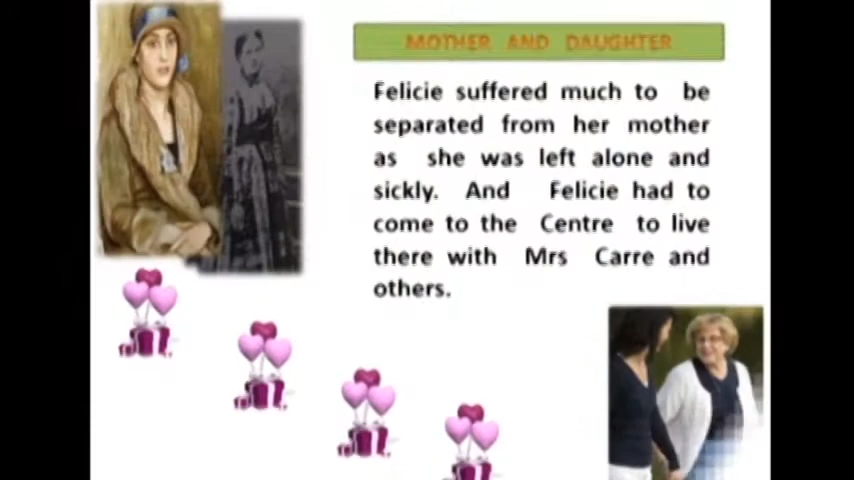 MOTHER AND DAUGHTER
Felicie suffered much to be
separated from her mother
as she was left alone and
sickly. And Felicie had to
come to the Centre to live
there with Mrs Carre and
others.